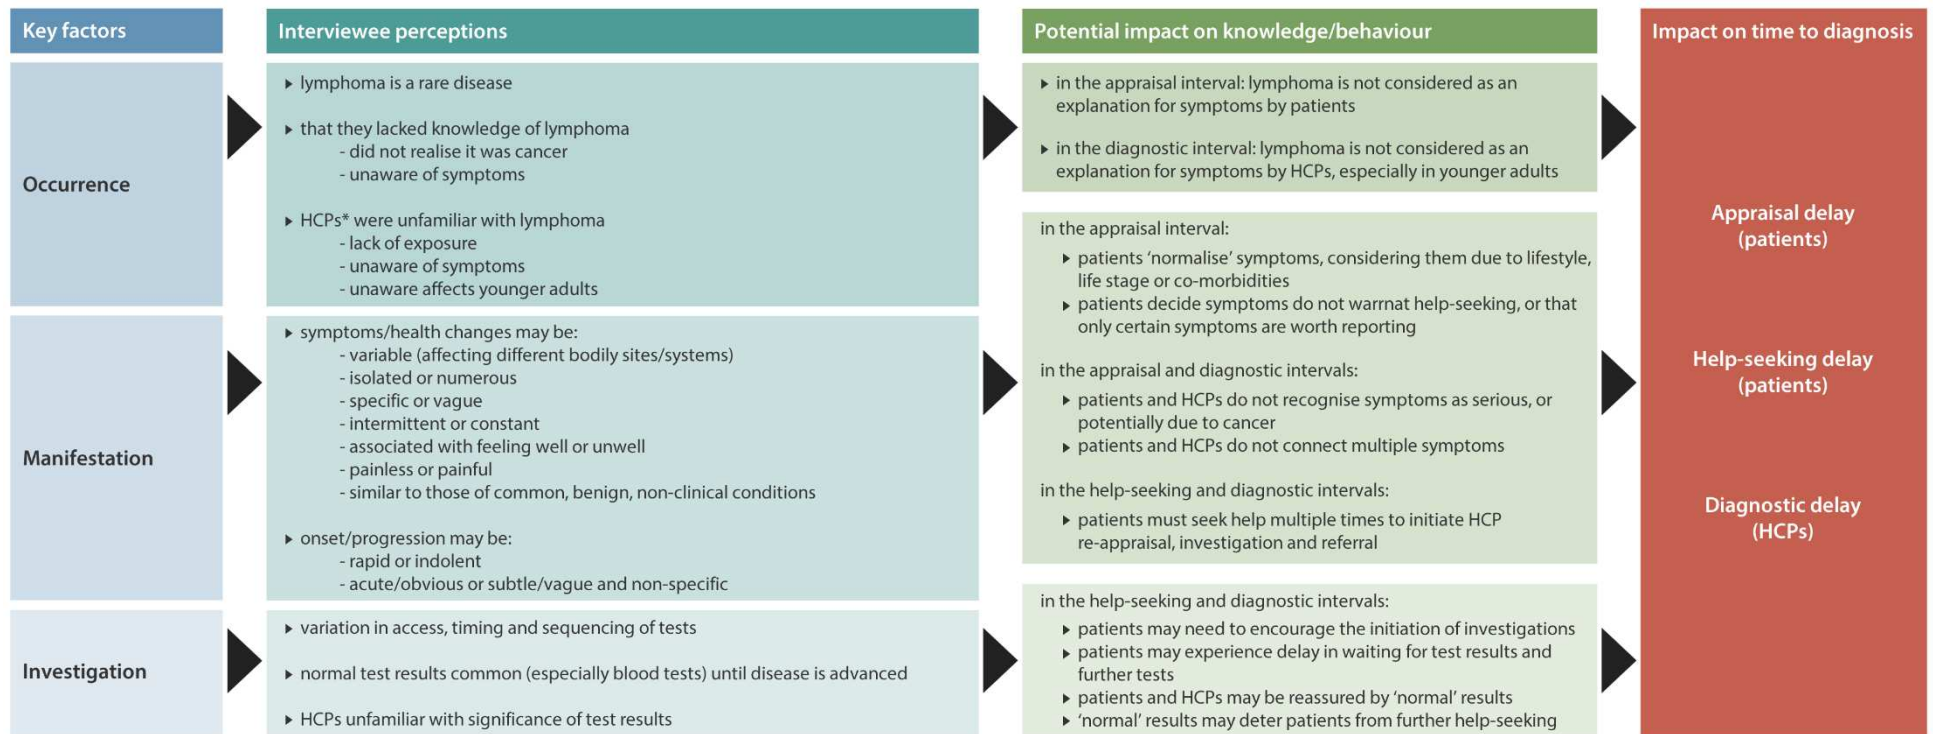 Key factors
Interviewee perceptions
Potential impact on knowledge/behaviour
Impact on time to diagnosis
Occurrence
▸ lymphoma is a rare disease
▸ that they lacked knowledge of lymphoma
- did not realise it was cancer
- unaware of symptoms
▸ HCPs* were unfamiliar with lymphoma
- lack of exposure
- unaware of symptoms
- unaware affects younger adults
▸ in the appraisal interval: lymphoma is not considered as an
explanation for symptoms by patients
▸ in the diagnostic interval: lymphoma is not considered as an
explanation for symptoms by HCPs, especially in younger adults
Manifestation
▸ symptoms/health changes may be:
- variable (affecting different bodily sites/systems)
- isolated or numerous
- specific or vague
- intermittent or constant
- associated with feeling well or unwell
- painless or painful
- similar to those of common, benign, non-clinical conditions
▸ onset/progression may be:
- rapid or indolent
- acute/obvious or subtle/vague and non-specific
in the appraisal interval:
▸ patients ‘normalise’ symptoms, considering them due to lifestyle,
life stage or co-morbidities
▸ patients decide symptoms do not warrnat help-seeking, or that
only certain symptoms are worth reporting
in the appraisal and diagnostic intervals:
▸ patients and HCPs do not recognise symptoms as serious, or
potentially due to cancer
▸ patients and HCPs do not connect multiple symptoms
in the help-seeking and diagnostic intervals:
▸ patients must seek help multiple times to initiate HCP
re-appraisal, investigation and referral
Investigation
▸ variation in access, timing and sequencing of tests
▸ normal test results common (especially blood tests) until disease is advanced
▸ HCPs unfamiliar with significance of test results
in the help-seeking and diagnostic intervals:
▸ patients may need to encourage the initiation of investigations
▸ patients may experience delay in waiting for test results and
further tests
▸ patients and HCPs may be reassured by ‘normal’ results
▸ ‘normal’ results may deter patients from further help-seeking
Appraisal delay
(patients)
Help-seeking delay
(patients)
Diagnostic delay
(HCPs)